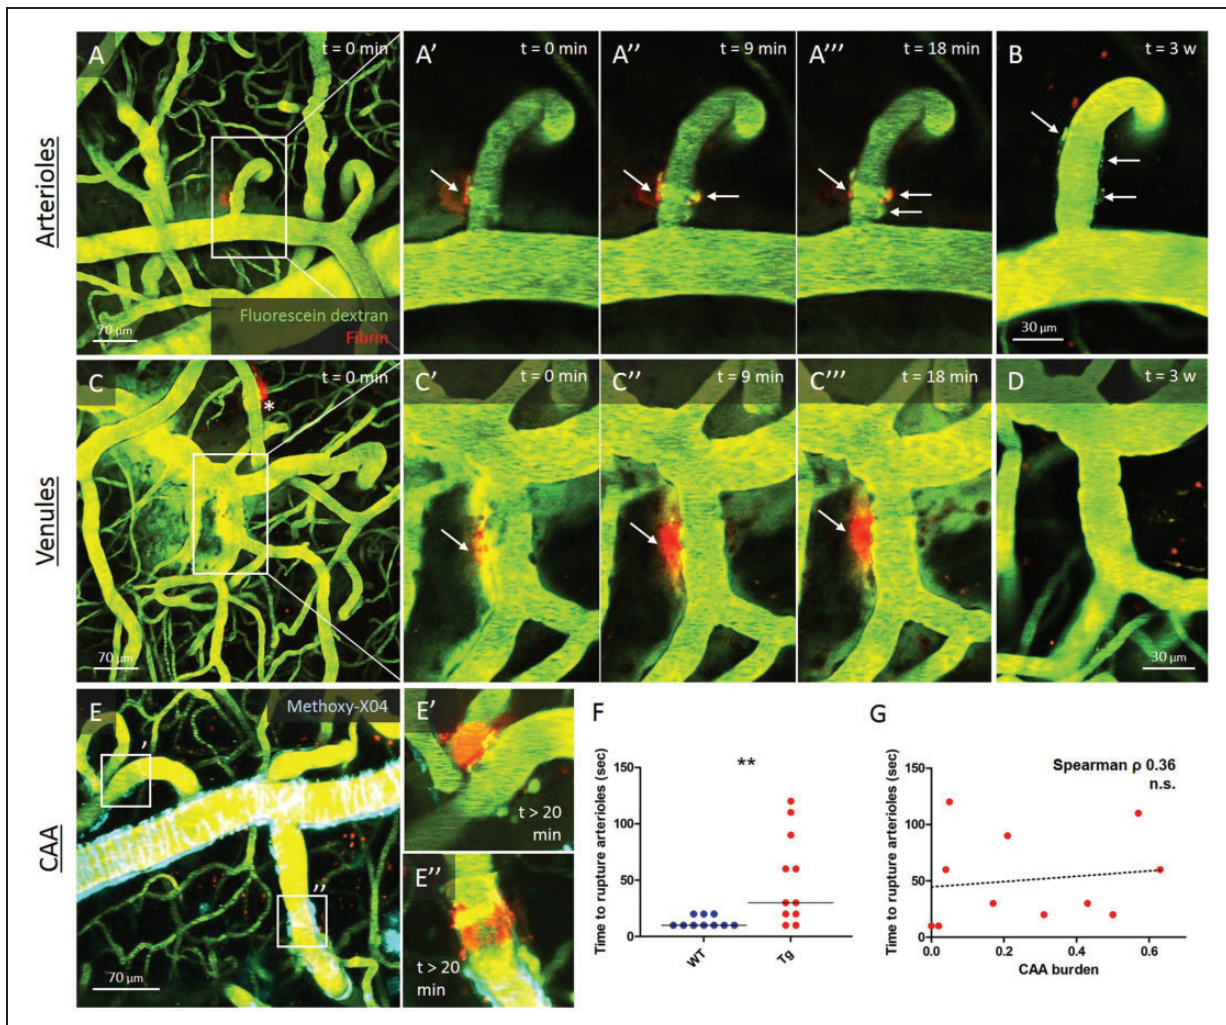 Arterioles
A
t = 0 min
Fluorescein dextran
Fibrin
70 µm
A’
t = 0 min
A’’
t = 9 min
A’’’
t = 18 min
B
t = 3 w
30 µm
Venules
C
t = 0 min
*
70 µm
C’
t = 0 min
C’’
t = 9 min
C’’’
t = 18 min
D
t = 3 w
30 µm
CAA
E
Methoxy-X04
’
’’
70 µm
E’
t > 20
min
E’’
t > 20
min
F
Time to rupture arterioles (sec)
150
100
50
0
**
WT
Tg
G
Time to rupture arterioles (sec)
150
100
50
0
Spearman ρ 0.36
n.s.
0.0 0.2 0.4 0.6
CAA burden